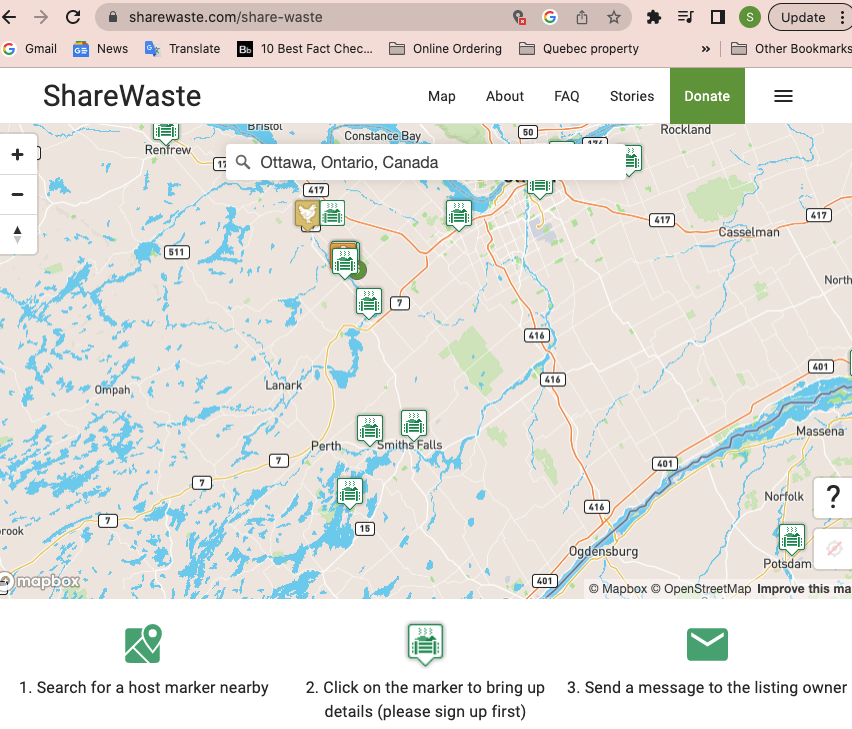 sharewaste.com/share-waste
S
Update
Gmail
News
Translate
Bb
10 Best Fact Chec...
Online Ordering
Quebec property
»
Other Bookmarks
ShareWaste
Map
About
FAQ
Stories
Donate
Bristol
Constance Bay
50
Rockland
Renfrew
Ottawa, Ontario, Canada
417
417
417
Casselman
511
North
7
416
401
416
Lanark
Ompah
Massena
Perth
Smiths Falls
7
401
7
?
Norfolk
416
7
15
brook
Ogdensburg
Potsdam
401
mapbox
© Mapbox © OpenStreetMap Improve this ma
1. Search for a host marker nearby
2. Click on the marker to bring up
details (please sign up first)
3. Send a message to the listing owner